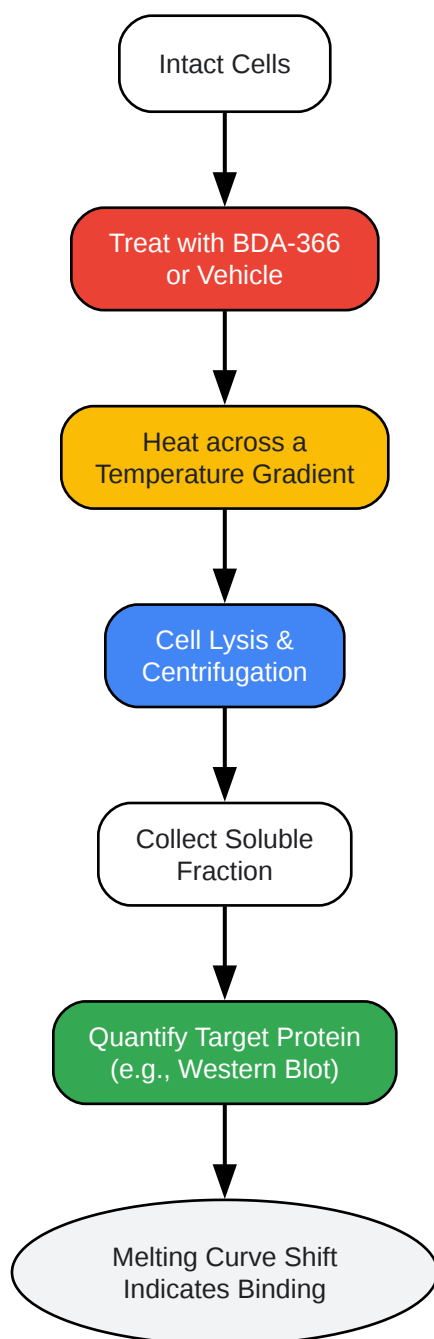 Intact Cells
Treat with BDA-366
or Vehicle
Heat across a
Temperature Gradient
Cell Lysis &
Centrifugation
Collect Soluble
Fraction
Quantify Target Protein
(e.g., Western Blot)
Melting Curve Shift
Indicates Binding